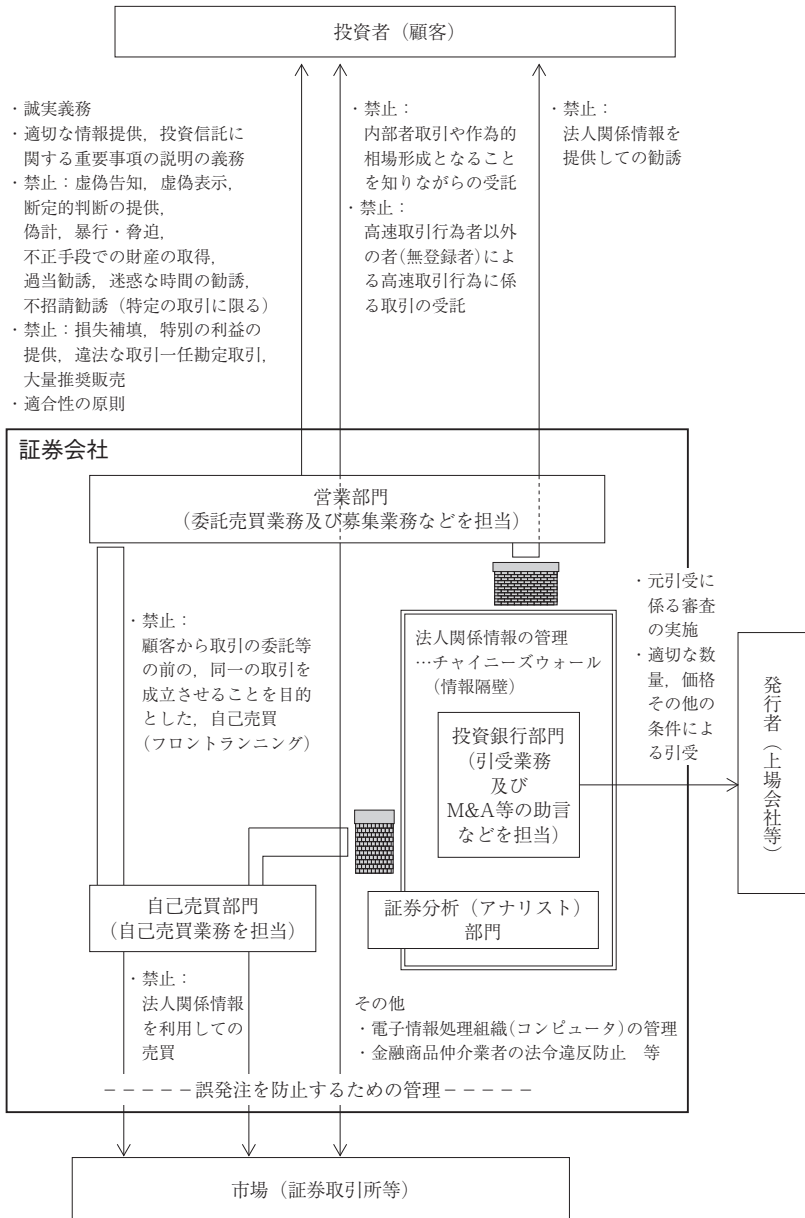 投資者（顧客）
・誠実義務
・適切な情報提供，投資信託に
関する重要事項の説明の義務
・禁止：虚偽告知，虚偽表示，
断定的判断の提供，
偽計，暴行・脅迫，
不正手段での財産の取得，
過当勧誘，迷惑な時間の勧誘，
不招請勧誘（特定の取引に限る）
・禁止：損失補填，特別の利益の
提供，違法な取引一任勘定取引，
大量推奨販売
・適合性の原則
・禁止：
内部者取引や作為的
相場形成となること
を知りながらの受託
・禁止：
高速取引行為者以外
の者(無登録者)によ
る高速取引行為に係
る取引の受託
・禁止：
法人関係情報を
提供しての勧誘
証券会社
営業部門
（委託売買業務及び募集業務などを担当）
・禁止：
顧客から取引の委託等
の前の，同一の取引を
成立させることを目的
とした，自己売買
（フロントランニング）
法人関係情報の管理
…チャイニーズウォール
（情報隔壁）
投資銀行部門
（引受業務
及び
M&A等の助言
などを担当）
・元引受に
係る審査
の実施
・適切な数
量，価格
その他の
条件によ
る引受
発行者（上場会社等）
自己売買部門
（自己売買業務を担当）
証券分析（アナリスト）
部門
・禁止：
法人関係情報
を利用しての
売買
その他
・電子情報処理組織(コンピュータ)の管理
・金融商品仲介業者の法令違反防止　等
－－－－－誤発注を防止するための管理－－－－－
市場（証券取引所等）